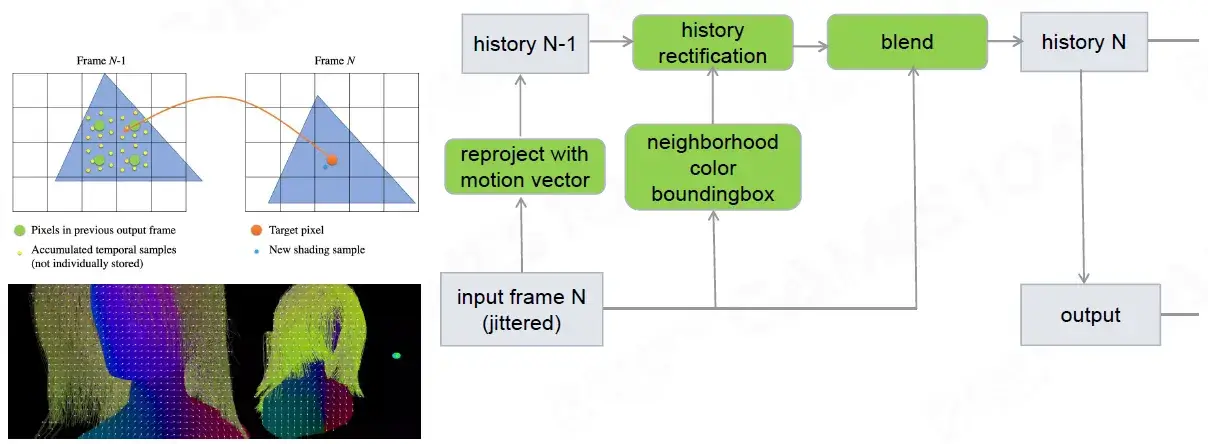 Frame N-1
Frame N
Pixels in previous output frame
Accumulated temporal samples
(not individually stored)
Target pixel
New shading sample
history N-1
history
rectification
blend
history N
reproject with
motion vector
neighborhood
color
boundingbox
input frame N
(jittered)
output